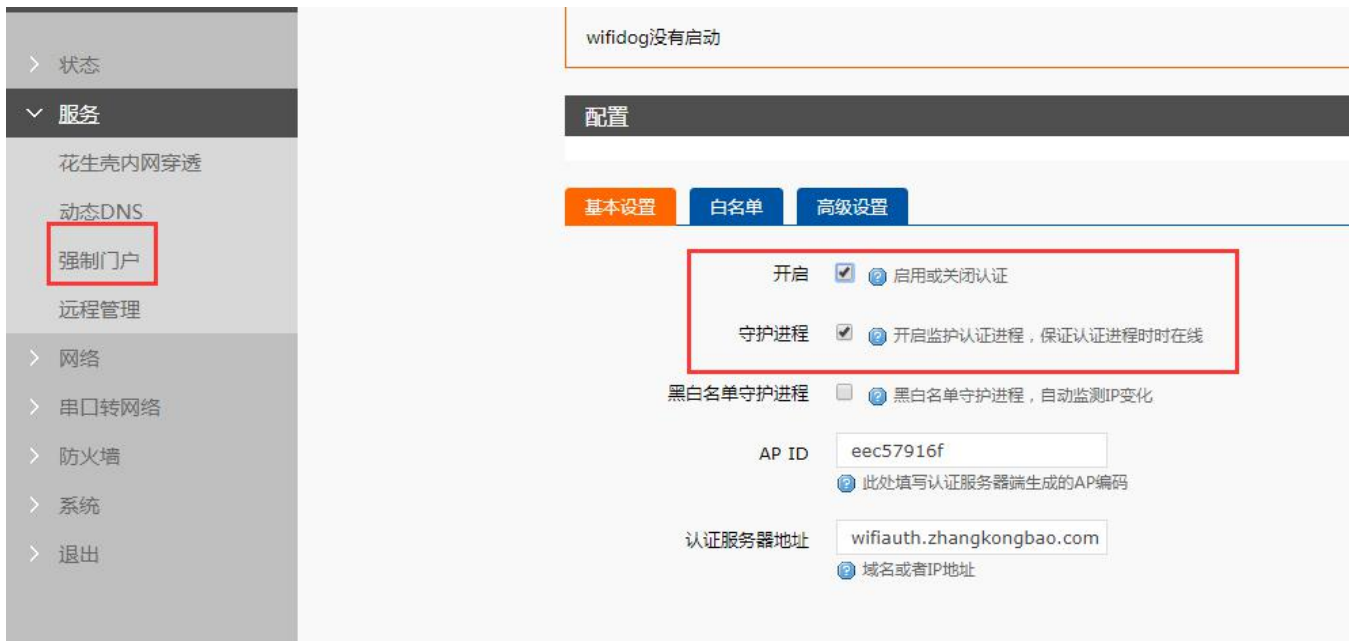 状态
服务
花生壳内网穿透
动态DNS
强制门户
远程管理
网络
串口转网络
防火墙
系统
退出
wifidog没有启动
配置
基本设置 白名单 高级设置
开启 启用或关闭认证
守护进程 开启监护认证进程，保证认证进程时时在线
黑白名单守护进程 黑白名单守护进程，自动监测IP变化
AP ID eec57916f
此处填写认证服务器端生成的AP编码
认证服务器地址 wifiauth.zhangkongbao.com
域名或者IP地址